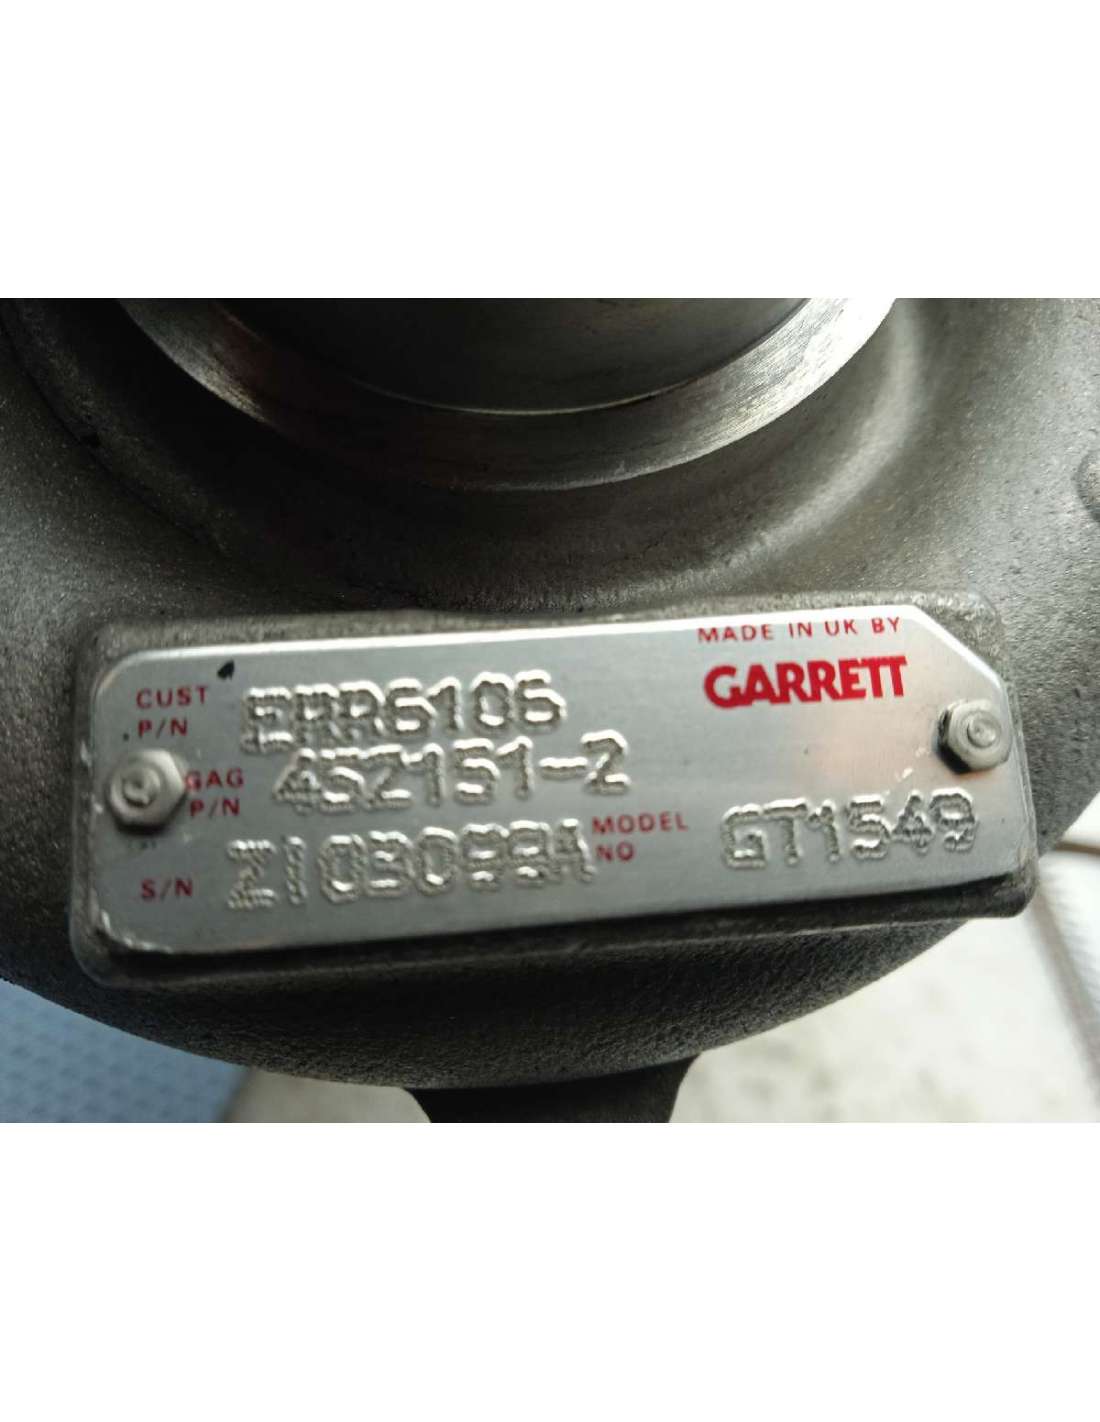 MADE IN UK BY
GARRETT
CUST P/N ERR6106
GAG P/N 452151-2
S/N
MODEL NO GT1549